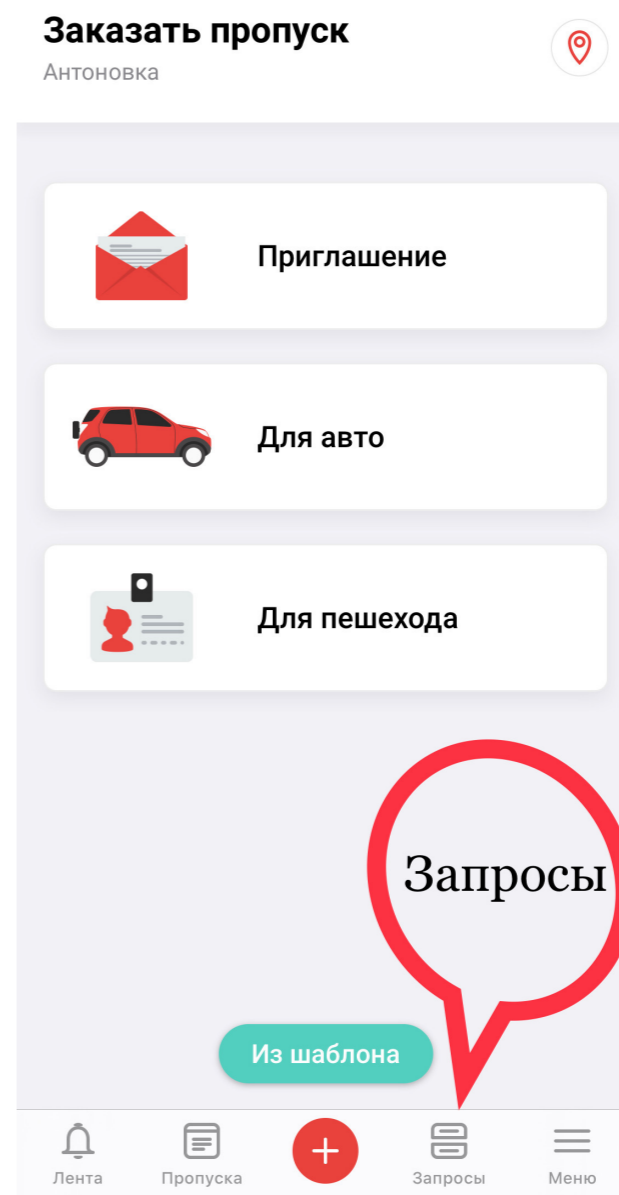 Заказать пропуск
Антоновка
Приглашение
Для авто
Для пешехода
Запросы
Из шаблона
Лента Пропуска Запросы Меню